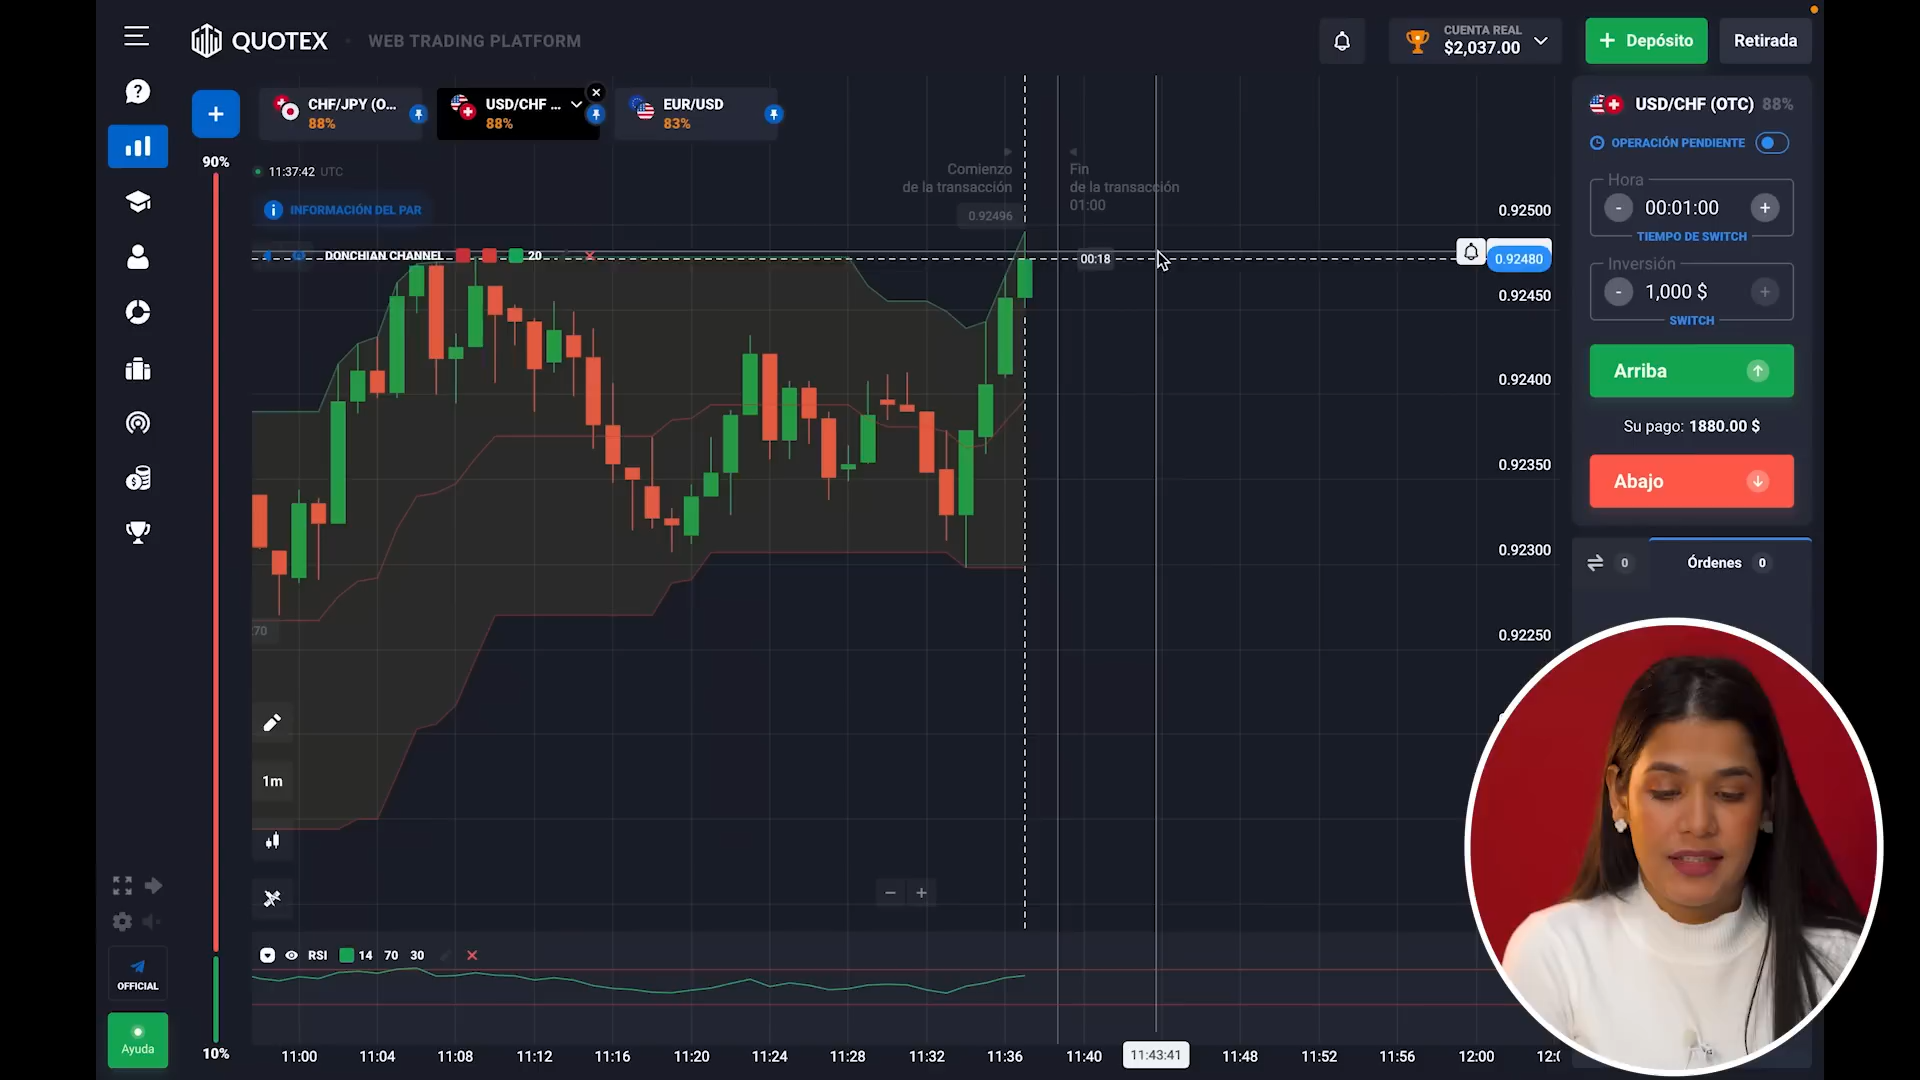 QUOTEX
WEB TRADING PLATFORM
CUENTA REAL
$2,037.00
+ Depósito
Retirada
+
CHF/JPY (O...
88%
USD/CHF ...
88%
EUR/USD
83%
90%
11:37:42 UTC
INFORMACIÓN DEL PAR
Comienzo
de la transacción
Fin
de la transacción
01:00
0.92496
DONCHIAN CHANNEL
20
00:18
0.92500
0.92480
0.92450
0.92400
0.92350
0.92300
0.92250
USD/CHF (OTC) 88%
OPERACIÓN PENDIENTE
Hora
- 00:01:00 +
TIEMPO DE SWITCH
Inversión
- 1,000 $ +
SWITCH
Arriba
Su pago: 1880.00 $
Abajo
0
Órdenes 0
70
1m
- +
RSI 14 70 30
OFFICIAL
Ayuda
10%
11:00 11:04 11:08 11:12 11:16 11:20 11:24 11:28 11:32 11:36 11:40 11:43:41 11:48 11:52 11:56 12:00 12:0